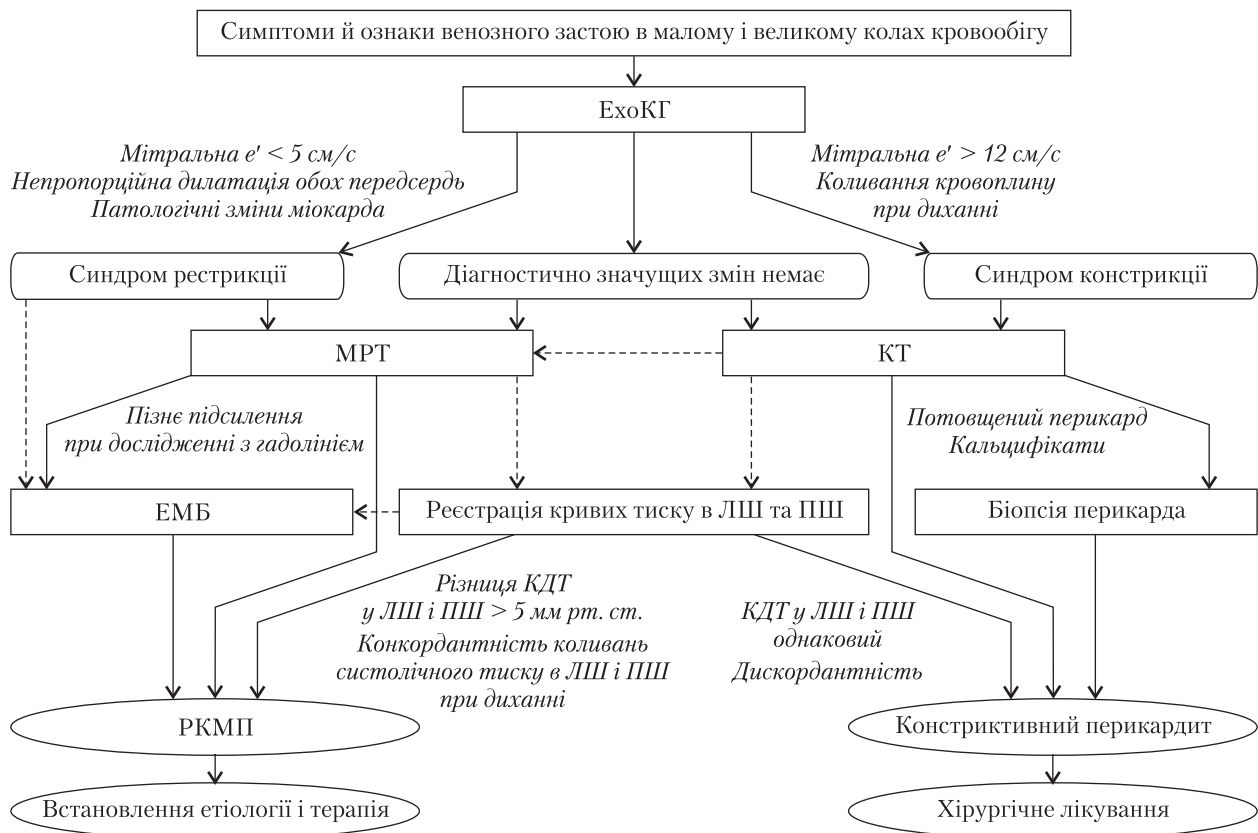 Симптоми й ознаки венозного застою в малому і великому колах кровообігу
ЕхоКГ
Мітральна e' < 5 см/с
Непропорційна дилатація обох передсердь
Патологічні зміни міокарда
Мітральна e' > 12 см/с
Коливання кровоплину
при диханні
Синдром рестрикції
Діагностично значущих змін немає
Синдром констрикції
МРТ
КТ
Пізнє підсилення
при дослідженні з гадолінієм
Потовщений перикард
Кальцифікати
ЕМБ
Реєстрація кривих тиску в ЛШ та ПШ
Біопсія перикарда
Різниця КДТ
у ЛШ і ПШ > 5 мм рт. ст.
Конкордантність коливань
систолічного тиску в ЛШ і ПШ
при диханні
КДТ у ЛШ і ПШ
однаковий
Дискордантність
РКМП
Констриктивний перикардит
Встановлення етіології і терапія
Хірургічне лікування